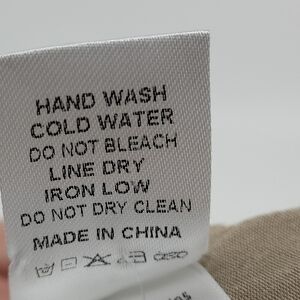 HAND WASH
COLD WATER
DO NOT BLEACH
LINE DRY
IRON LOW
DO NOT DRY CLEAN
MADE IN CHINA